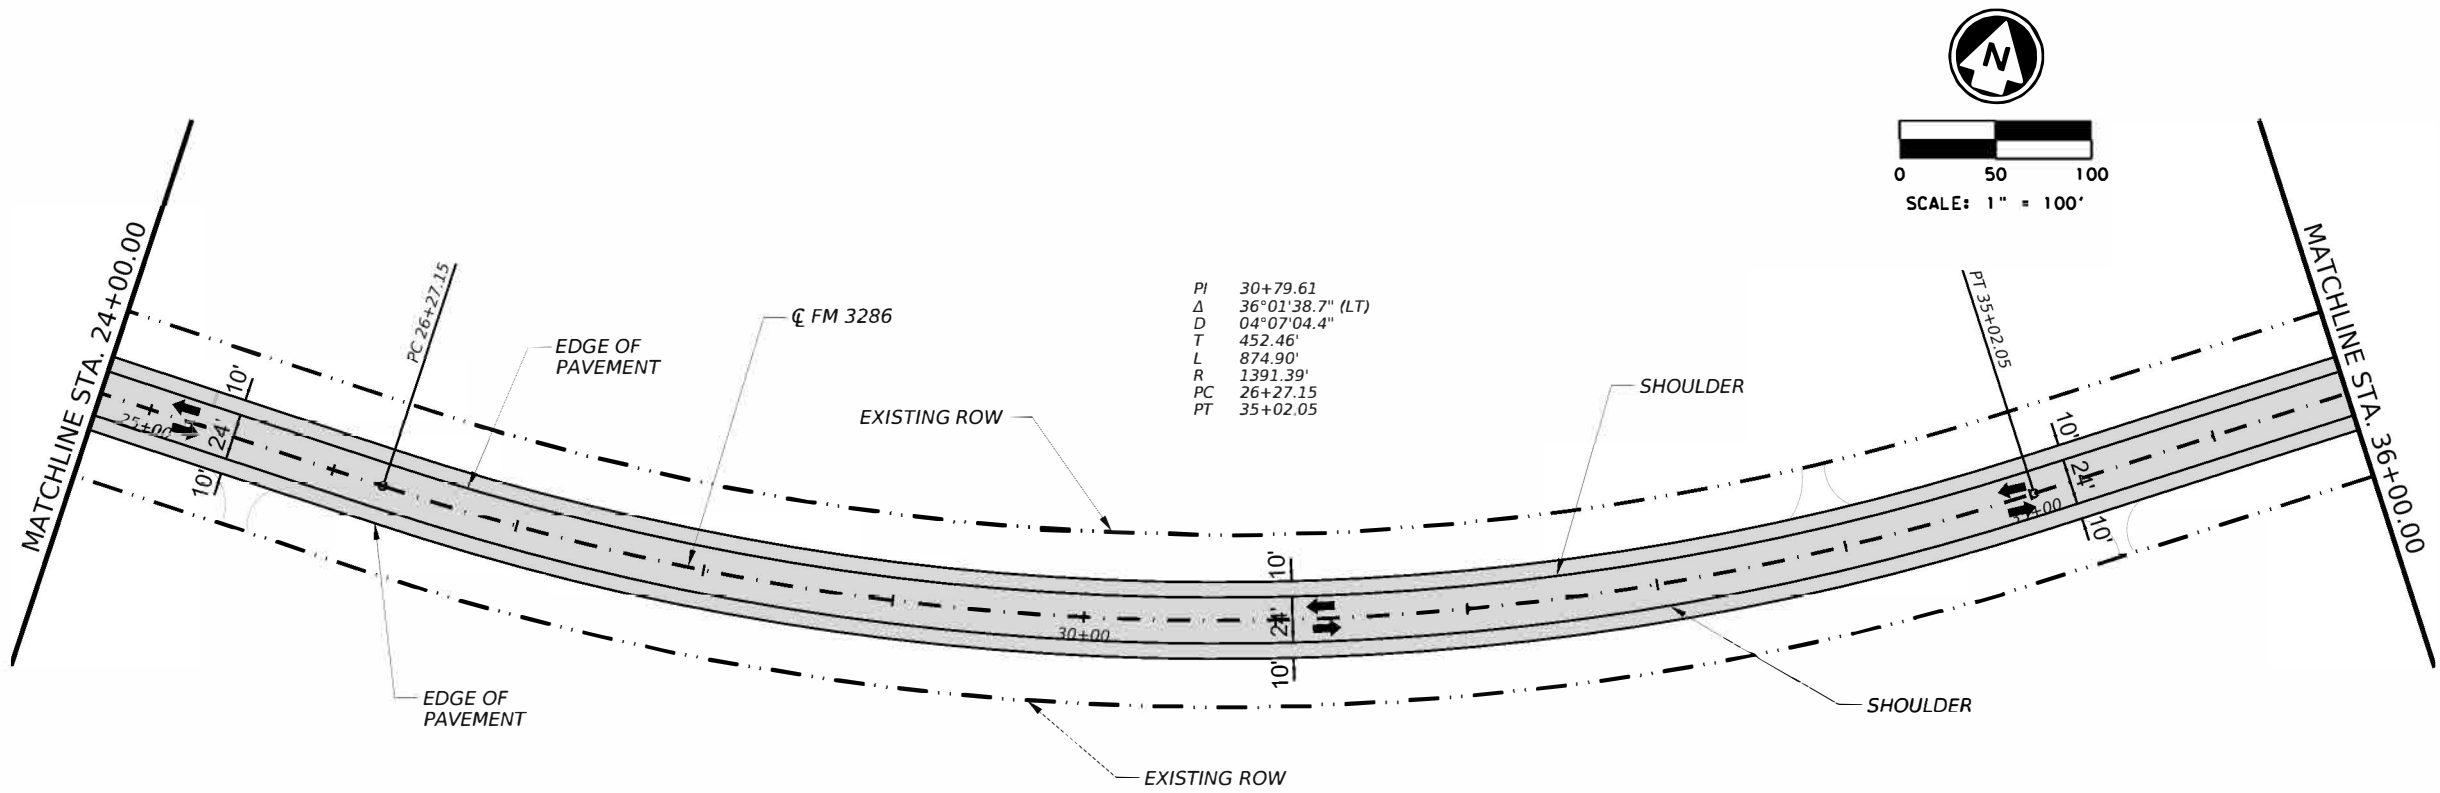 N
0 50 100
SCALE: 1" = 100'
MATCHLINE STA. 24+00.00
PC 26+27.15
℄ FM 3286
EDGE OF
PAVEMENT
EXISTING ROW
PI 30+79.61
Δ 36°01'38.7" (LT)
D 04°07'04.4"
T 452.46'
L 874.90'
R 1391.39'
PC 26+27.15
PT 35+02.05
SHOULDER
PT 35+02.05
MATCHLINE STA. 36+00.00
10'
24'
10'
25+00
30+00
10'
24'
10'
10'
24'
10'
35+00
EDGE OF
PAVEMENT
SHOULDER
EXISTING ROW